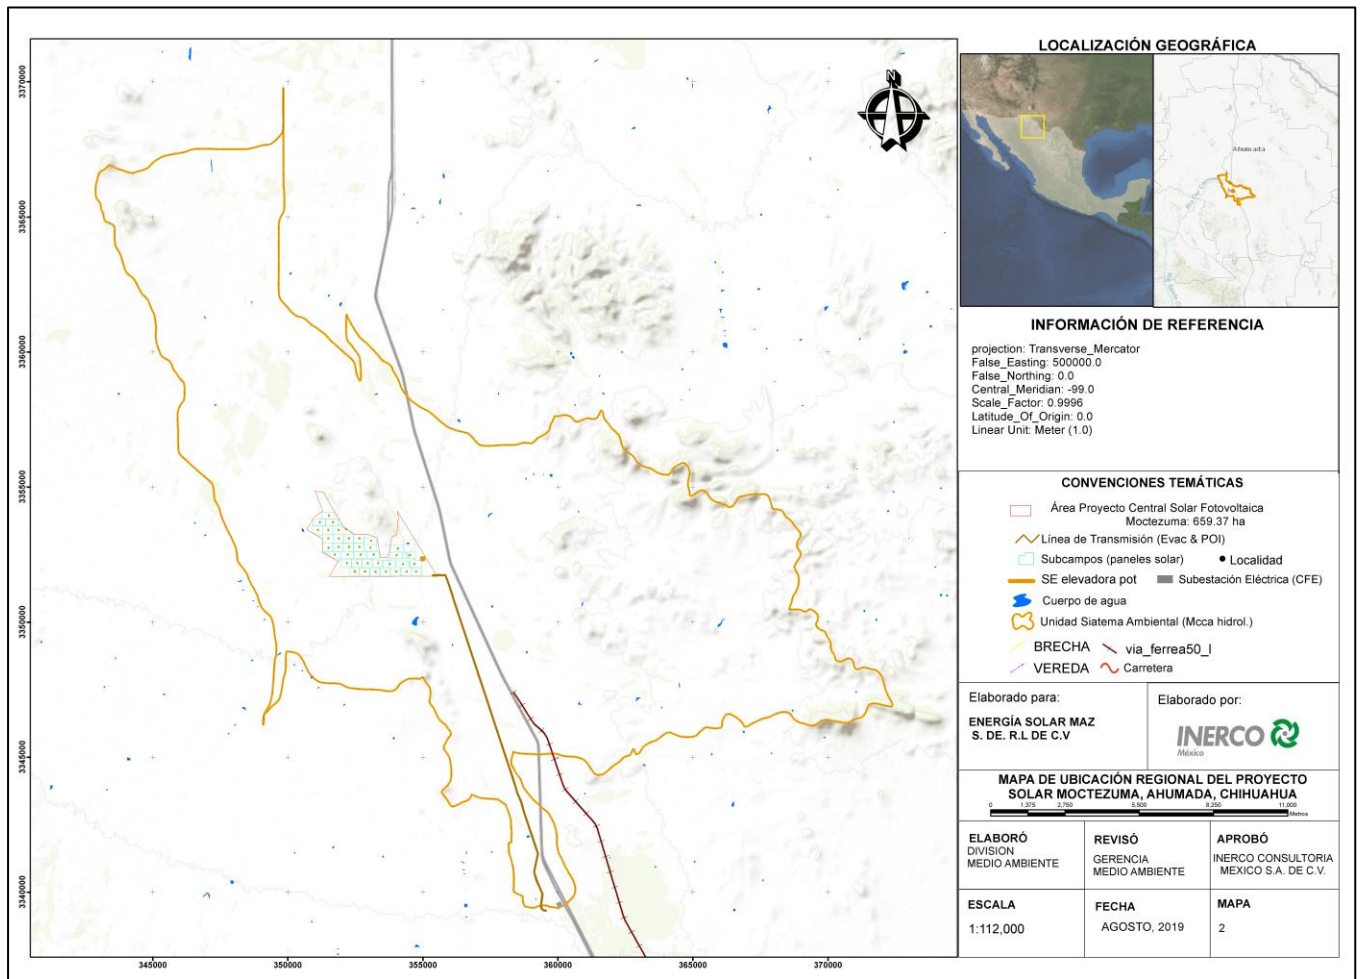 LOCALIZACIÓN GEOGRÁFICA
N
Ahumada
INFORMACIÓN DE REFERENCIA
projection: Transverse_Mercator
False_Easting: 500000.0
False_Northing: 0.0
Central_Meridian: -99.0
Scale_Factor: 0.9996
Latitude_Of_Origin: 0.0
Linear Unit: Meter (1.0)
CONVENCIONES TEMÁTICAS
Área Proyecto Central Solar Fotovoltaica
Moctezuma: 659.37 ha
Línea de Transmisión (Evac & POI)
Subcampos (paneles solar)
Localidad
SE elevadora pot
Subestación Eléctrica (CFE)
Cuerpo de agua
Unidad Siatema Ambiental (Mcca hidrol.)
BRECHA
via_ferrea50_l
VEREDA
Carretera
Elaborado para:
ENERGÍA SOLAR MAZ
S. DE. R.L DE C.V
Elaborado por:
INERCO
México
MAPA DE UBICACIÓN REGIONAL DEL PROYECTO
SOLAR MOCTEZUMA, AHUMADA, CHIHUAHUA
0 1,375 2,750 5,500 8,250 11,000
Metros
ELABORÓ
DIVISION
MEDIO AMBIENTE
REVISÓ
GERENCIA
MEDIO AMBIENTE
APROBÓ
INERCO CONSULTORIA
MEXICO S.A. DE C.V.
ESCALA
1:112,000
FECHA
AGOSTO, 2019
MAPA
2
3370000
3365000
3360000
3355000
3350000
3345000
3340000
345000 350000 355000 360000 365000 370000